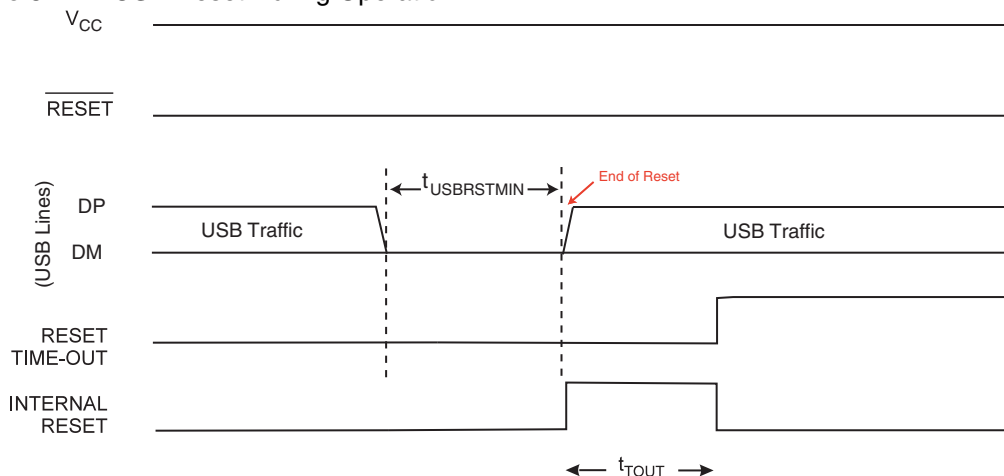 VCC
RESET
tUSBRSTMIN
End of Reset
(USB Lines)
DP
USB Traffic
USB Traffic
DM
RESET
TIME-OUT
INTERNAL
RESET
tTOUT